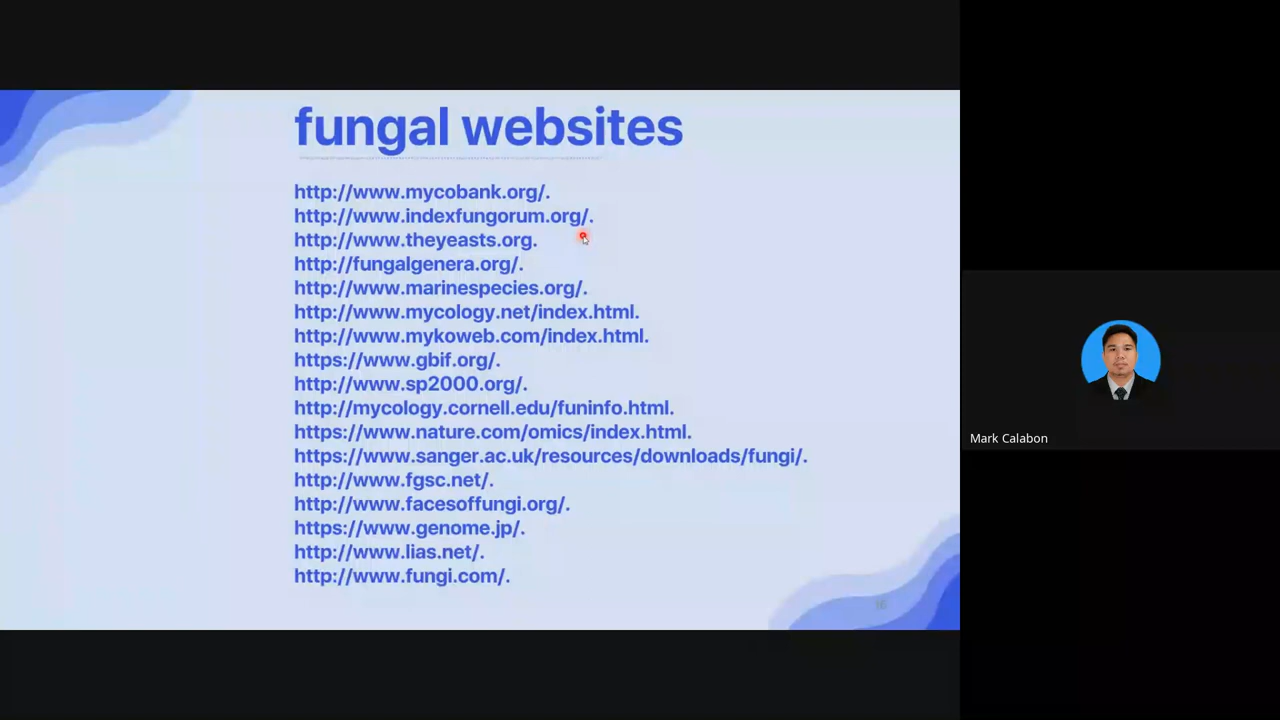 fungal websites
http://www.mycobank.org/.
http://www.indexfungorum.org/.
http://www.theyeasts.org.
http://fungalgenera.org/.
http://www.marinespecies.org/.
http://www.mycology.net/index.html.
http://www.mykoweb.com/index.html.
https://www.gbif.org/.
http://www.sp2000.org/.
http://mycology.cornell.edu/funinfo.html.
https://www.nature.com/omics/index.html.
https://www.sanger.ac.uk/resources/downloads/fungi/.
http://www.fgsc.net/.
http://www.facesoffungi.org/.
https://www.genome.jp/.
http://www.lias.net/.
http://www.fungi.com/.
Mark Calabon